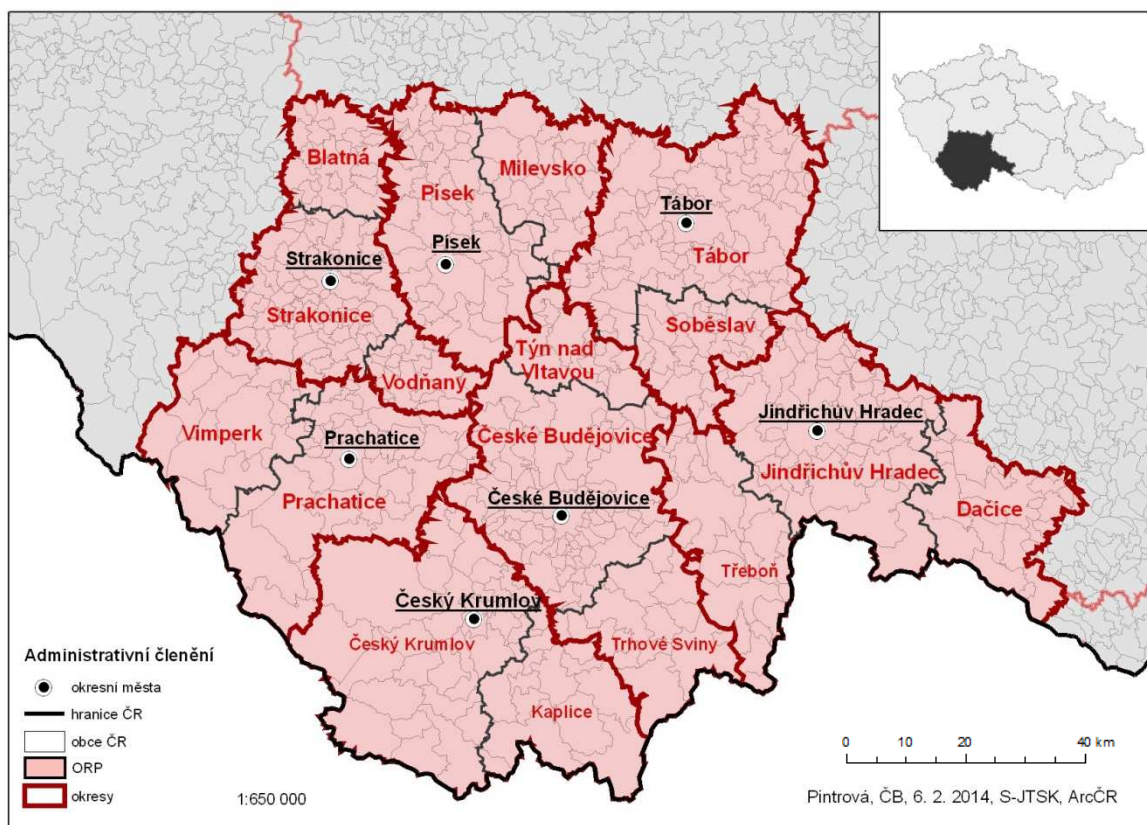 Blatná
Písek
Milevsko
Tábor
Tábor
Strakonice
Písek
Strakonice
Soběslav
Týn nad
Vltavou
Vodňany
Vimperk
Prachatice
České Budějovice
Jindřichův Hradec
Jindřichův Hradec
Prachatice
České Budějovice
Dačice
Třeboň
Český Krumlov
Český Krumlov
Trhové Sviny
Kaplice
Administrativní členění
okresní města
hranice ČR
obce ČR
ORP
okresy
1:650 000
0 10 20 40 km
Pintrová, ČB, 6. 2. 2014, S-JTSK, ArcČR